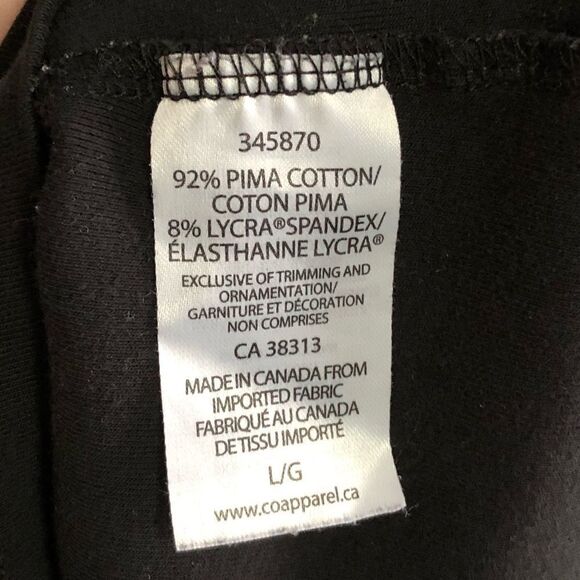 345870
92% PIMA COTTON/
COTON PIMA
8% LYCRA®SPANDEX/
ÉLASTHANNE LYCRA®
EXCLUSIVE OF TRIMMING AND
ORNAMENTATION/
GARNITURE ET DÉCORATION
NON COMPRISES
CA 38313
MADE IN CANADA FROM
IMPORTED FABRIC
FABRIQUÉ AU CANADA
DE TISSU IMPORTÉ
L/G
www.coapparel.ca